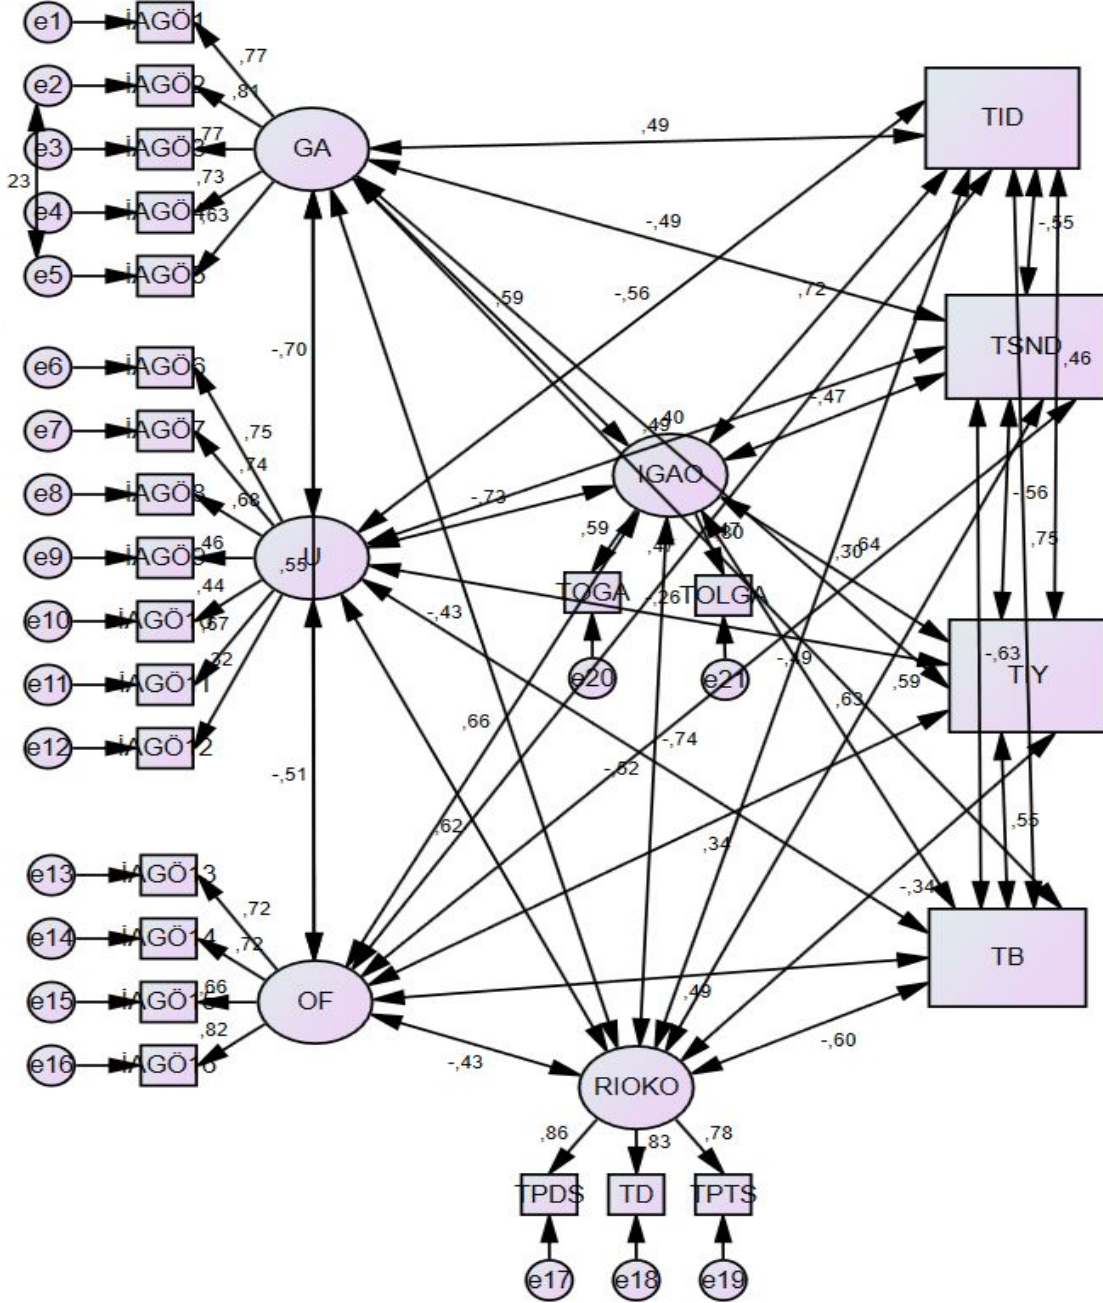 e1 İAGÖ1
,77
e2 İAGÖ2
,81
e3 İAGÖ3
,77
GA
,49
TID
23
e4 İAGÖ4
,73
,63
e5 İAGÖ5
-,49
-,55
,59
-,56
,72
-,70
TSND
,46
e6 İAGÖ6
-,47
e7 İAGÖ7
,75
,49
,40
e8 İAGÖ8
,74
IGAO
,68
-,73
-,56
e9 İAGÖ9
,46
U
,55
,59
,30
,64
,75
e10
,44
,67
-,43
TOGA
-,26
TOLGA
e11 İAGÖ11
,32
e20
e21
-,49
-,63
TIY
,59
,63
e12 İAGÖ12
,66
-,74
-,52
-,51
,62
,34
,55
e13 İAGÖ13
-,34
,72
e14 İAGÖ14
,72
TB
e15
,66
OF
,49
e16
,82
-,43
-,60
RIOKO
,86
,83
,78
TPDS
TD
TPTS
e17
e18
e19